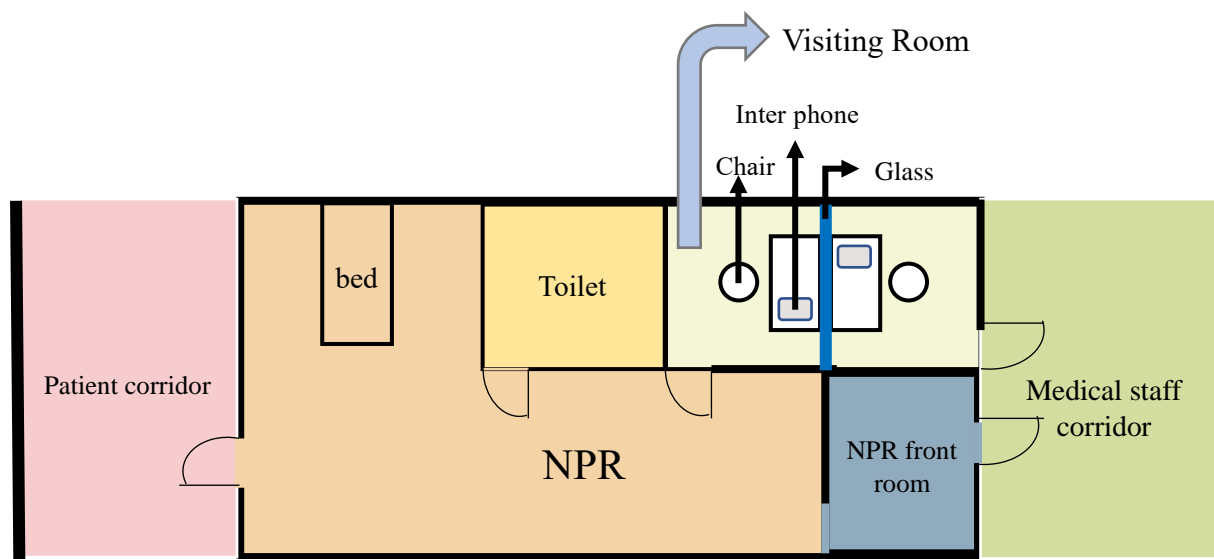 Visiting Room
Inter phone
Chair
Glass
bed
Toilet
Patient corridor
Medical staff
corridor
NPR
NPR front
room